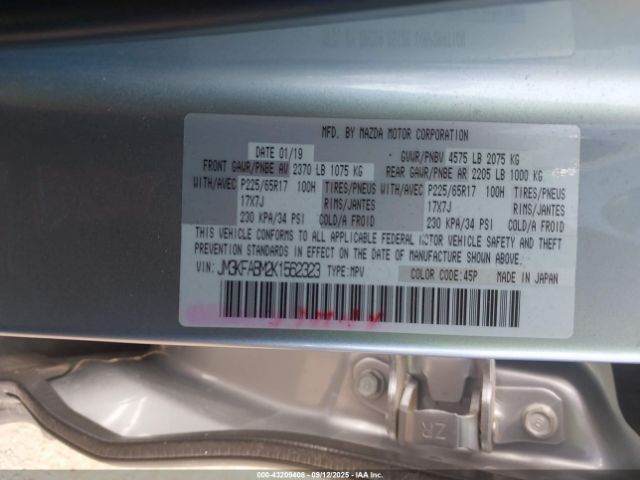 MFD. BY MAZDA MOTOR CORPORATION
DATE 01/19 GVWR/PNBV 4575 LB 2075 KG
FRONT GAWR/PNBE AV 2370 LB 1075 KG REAR GAWR/PNBE AR 2205 LB 1000 KG
WITH/AVEC P225/65R17 100H TIRES/PNEUS WITH/AVEC P225/65R17 100H TIRES/PNEUS
17X7J RIMS/JANTES 17X7J RIMS/JANTES
230 KPA/34 PSI COLD/A FROID 230 KPA/34 PSI COLD/A FROID
THIS VEHICLE CONFORMS TO ALL APPLICABLE FEDERAL MOTOR VEHICLE SAFETY, BUMPER AND THEFT
PREVENTION STANDARDS IN EFFECT ON THE DATE OF MANUFACTURE SHOWN ABOVE.
VIN: JM3KFABM2K1562323 TYPE:MPV COLOR CODE:45P MADE IN JAPAN
ZR
000-43209408 - 09/12/2025 - IAA Inc.